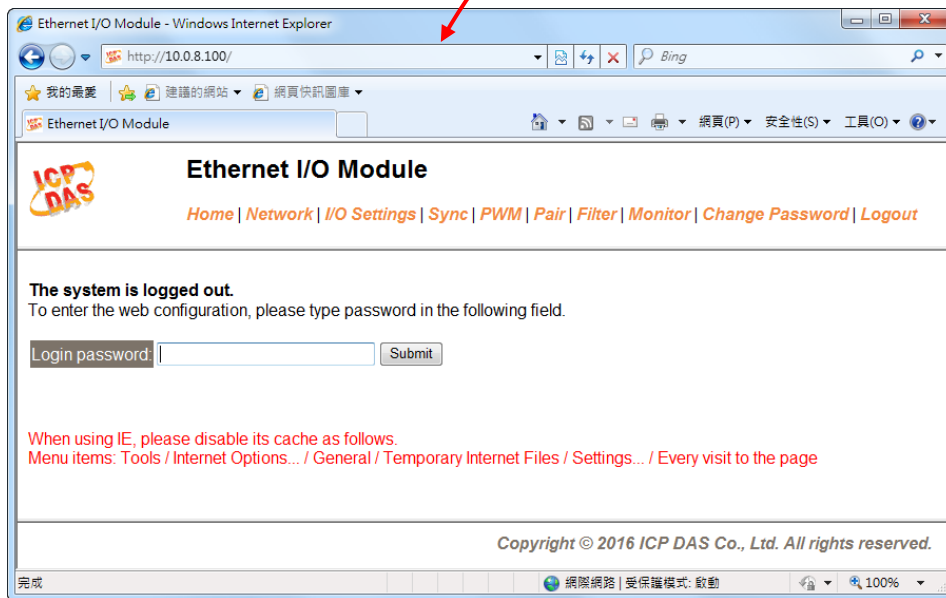 Ethernet I/O Module - Windows Internet Explorer
http://10.0.8.100/
Bing
我的最愛 建議的網站 網頁快訊圖庫
Ethernet I/O Module 網頁(P) 安全性(S) 工具(O)
ICP DAS
Ethernet I/O Module
Home | Network | I/O Settings | Sync | PWM | Pair | Filter | Monitor | Change Password | Logout
The system is logged out.
To enter the web configuration, please type password in the following field.
Login password: Submit
When using IE, please disable its cache as follows.
Menu items: Tools / Internet Options... / General / Temporary Internet Files / Settings... / Every visit to the page
Copyright © 2016 ICP DAS Co., Ltd. All rights reserved.
完成 網際網路 | 受保護模式: 啟動 100%